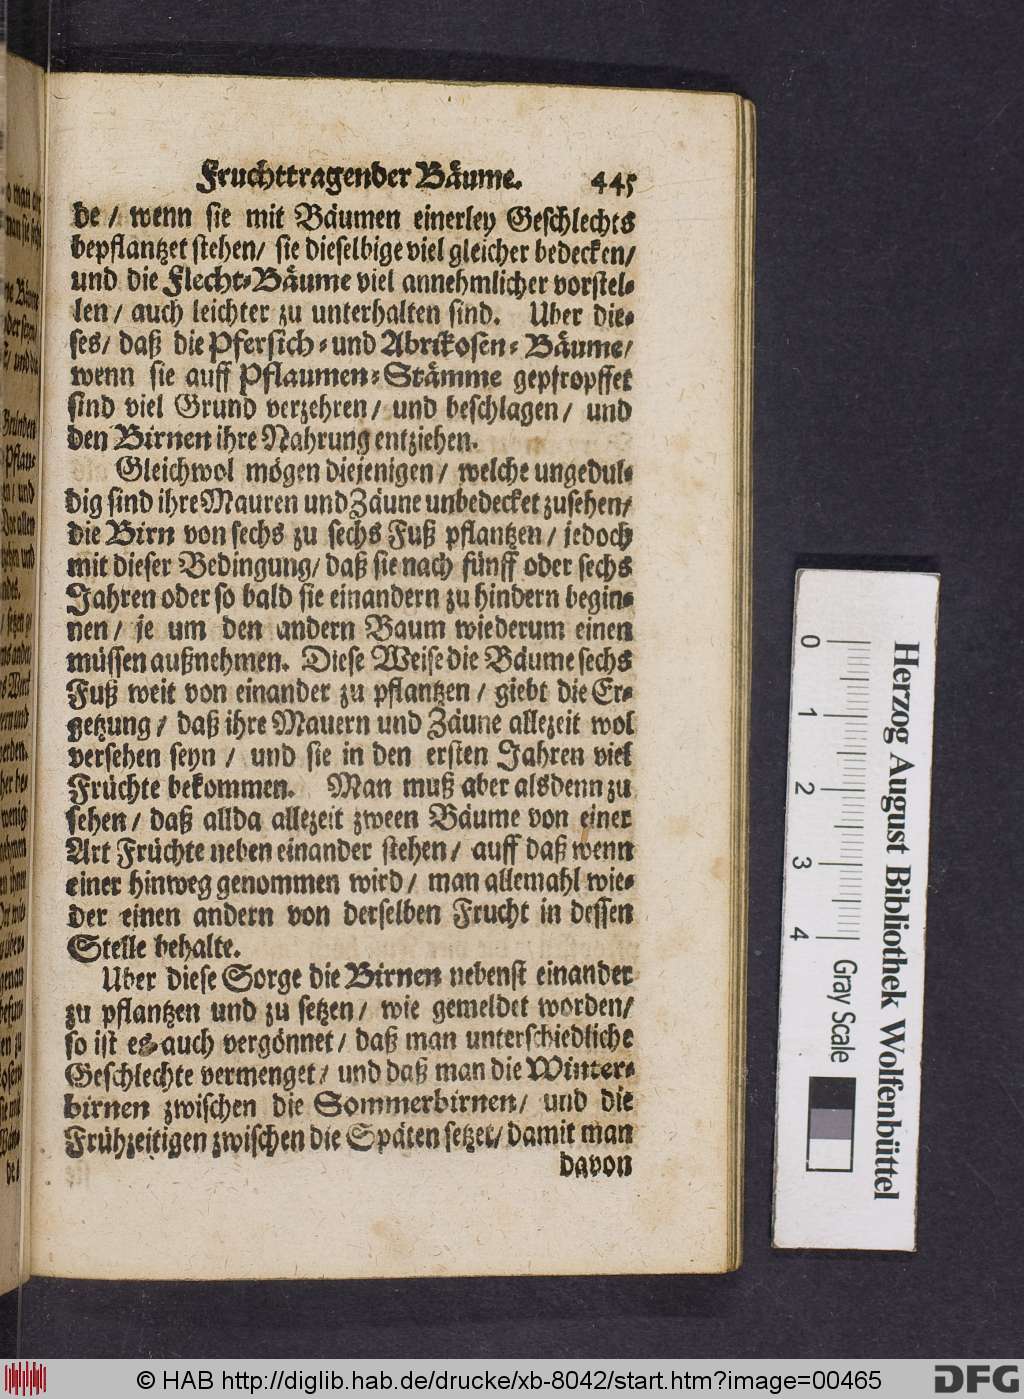 Fruchttragender Bäume. 445
de / wenn sie mit Bäumen einerley Geschlechts
bepflantzet stehen/ sie dieselbige viel gleicher bedecken/
und die Flecht-Bäume viel annehmlicher vorstel-
len / auch leichter zu unterhalten sind. Uber die-
ses/ daß die Pfersich-und Abrikosen-Bäume/
wenn sie auff Pflaumen-Stämme gepfropffet
sind viel Grund verzehren / und beschlagen / und
den Birnen ihre Nahrung entziehen.
Gleichwol mögen diejenigen / welche ungedul-
dig sind ihre Mauren und Zäune unbedecket zusehen/
die Birn von sechs zu sechs Fuß pflantzen / jedoch
mit dieser Bedingung/ daß sie nach fünff oder sechs
Jahren oder so bald sie einandern zu hindern begin-
nen / je um den andern Baum wiederum einen
müssen außnehmen. Diese Weise die Bäume sechs
Fuß weit von einander zu pflantzen / giebt die Er-
getzung / daß ihre Mauern und Zäune allezeit wol
versehen seyn / und sie in den ersten Jahren viel
Früchte bekommen. Man muß aber alsdenn zu
sehen / daß allda allezeit zween Bäume von einer
Art Früchte neben einander stehen / auff daß wenn
einer hinweg genommen wird / man allemahl wie-
der einen andern von derselben Frucht in dessen
Stelle behalte.
Uber diese Sorge die Birnen nebenst einander
zu pflantzen und zu setzen / wie gemeldet worden/
so ist es auch vergönnet / daß man unterschiedliche
Geschlechte vermenget / und daß man die Winter-
birnen zwischen die Sommerbirnen / und die
Frühzeitigen zwischen die Späten setzet/ damit man
davon
0 1 2 3 4
Gray Scale
Herzog August Bibliothek Wolfenbüttel
© HAB http://diglib.hab.de/drucke/xb-8042/start.htm?image=00465
DFG